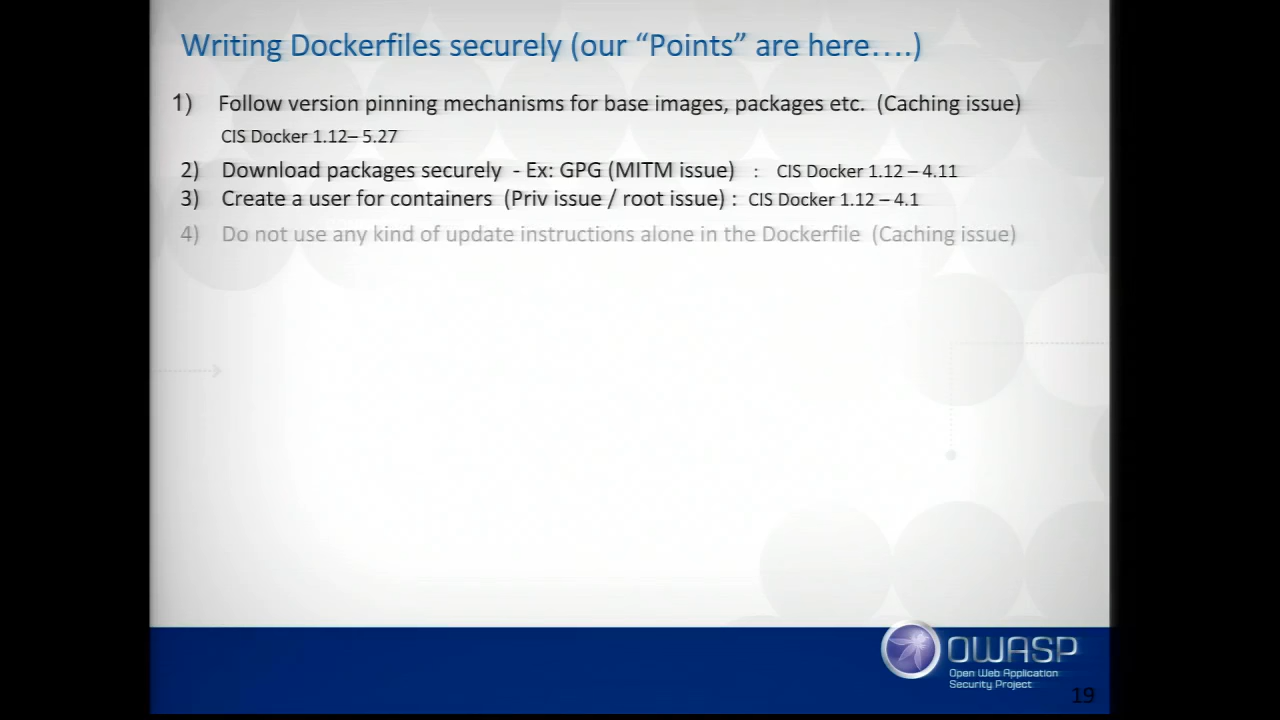 Writing Dockerfiles securely (our “Points” are here….)
1) Follow version pinning mechanisms for base images, packages etc. (Caching issue)
CIS Docker 1.12– 5.27
2) Download packages securely - Ex: GPG (MITM issue) : CIS Docker 1.12 – 4.11
3) Create a user for containers (Priv issue / root issue) : CIS Docker 1.12 – 4.1
4) Do not use any kind of update instructions alone in the Dockerfile (Caching issue)
OWASP
Open Web Application
Security Project
19